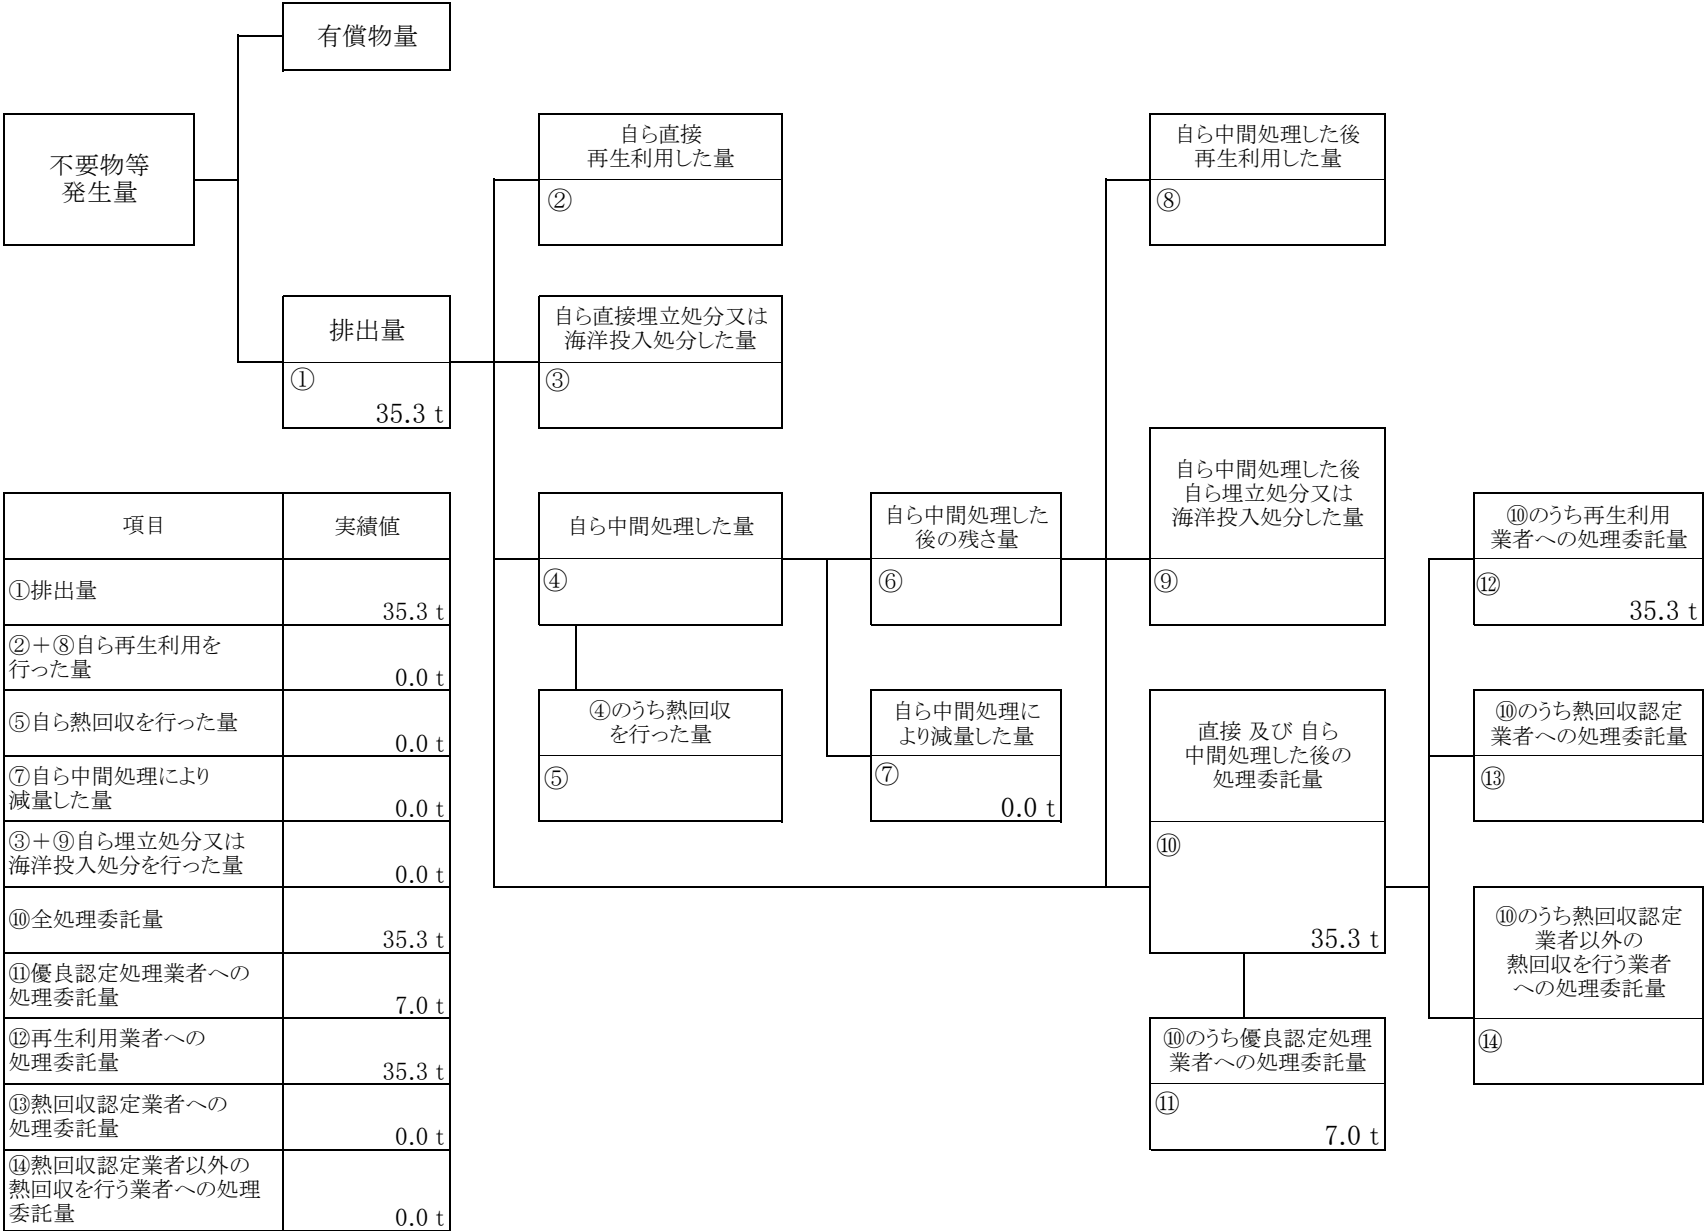 有償物量
不要物等
発生量
自ら直接
再生利用した量
②
自ら中間処理した後
再生利用した量
⑧
排出量
①
35.3 t
自ら直接埋立処分又は
海洋投入処分した量
③
自ら中間処理した量
④
自ら中間処理した
後の残さ量
⑥
自ら中間処理した後
自ら埋立処分又は
海洋投入処分した量
⑨
⑩のうち再生利用
業者への処理委託量
⑫
35.3 t
④のうち熱回収
を行った量
⑤
自ら中間処理に
より減量した量
⑦
0.0 t
直接 及び 自ら
中間処理した後の
処理委託量
⑩
35.3 t
⑩のうち熱回収認定
業者への処理委託量
⑬
⑩のうち熱回収認定
業者以外の
熱回収を行う業者
への処理委託量
⑭
⑩のうち優良認定処理
業者への処理委託量
⑪
7.0 t
項目 実績値
①排出量
35.3 t
②+⑧自ら再生利用を
行った量
0.0 t
⑤自ら熱回収を行った量
0.0 t
⑦自ら中間処理により
減量した量
0.0 t
③+⑨自ら埋立処分又は
海洋投入処分を行った量
0.0 t
⑩全処理委託量
35.3 t
⑪優良認定処理業者への
処理委託量
7.0 t
⑫再生利用業者への
処理委託量
35.3 t
⑬熱回収認定業者への
処理委託量
0.0 t
⑭熱回収認定業者以外の
熱回収を行う業者への処理
委託量
0.0 t